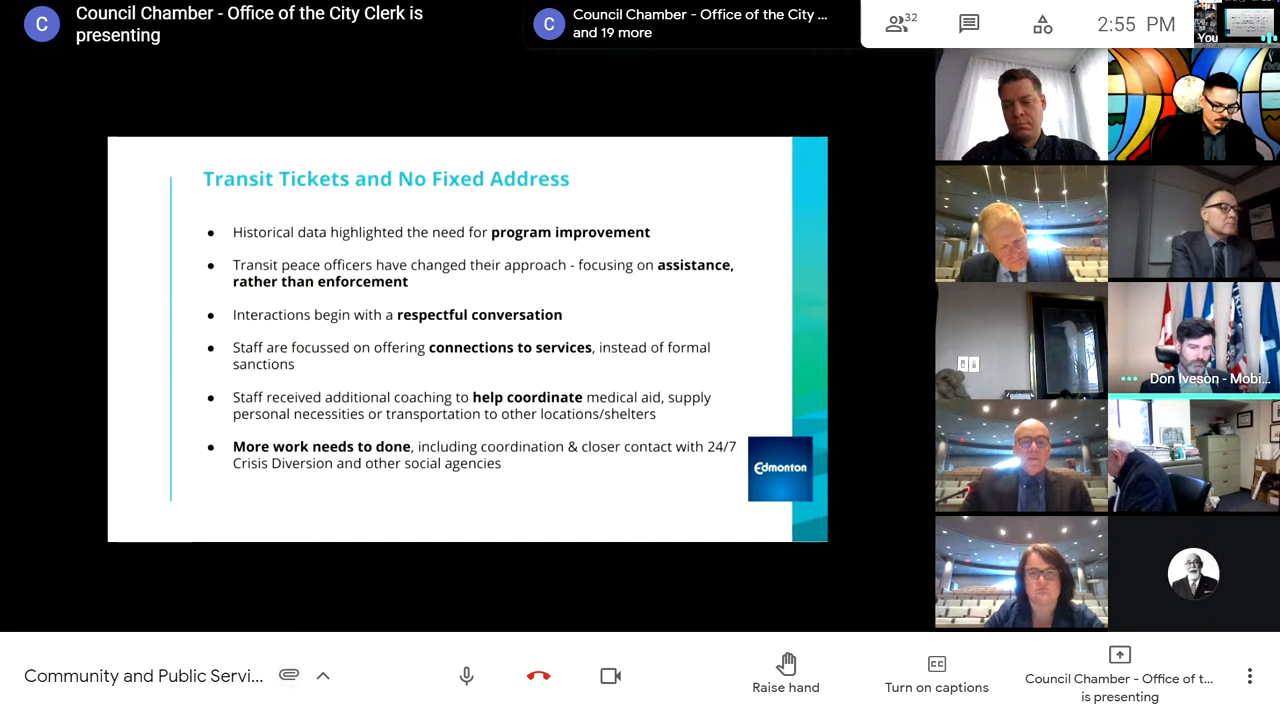 C
Council Chamber - Office of the City Clerk is
presenting
C
Council Chamber - Office of the City ...
and 19 more
32
2:55 PM
You
Transit Tickets and No Fixed Address
● Historical data highlighted the need for program improvement
● Transit peace officers have changed their approach - focusing on assistance,
rather than enforcement
● Interactions begin with a respectful conversation
● Staff are focussed on offering connections to services, instead of formal
sanctions
● Staff received additional coaching to help coordinate medical aid, supply
personal necessities or transportation to other locations/shelters
● More work needs to done, including coordination & closer contact with 24/7
Crisis Diversion and other social agencies
Edmonton
Don Iveson - Mobi...
Community and Public Servi...
Raise hand
CC
Turn on captions
Council Chamber - Office of t...
is presenting